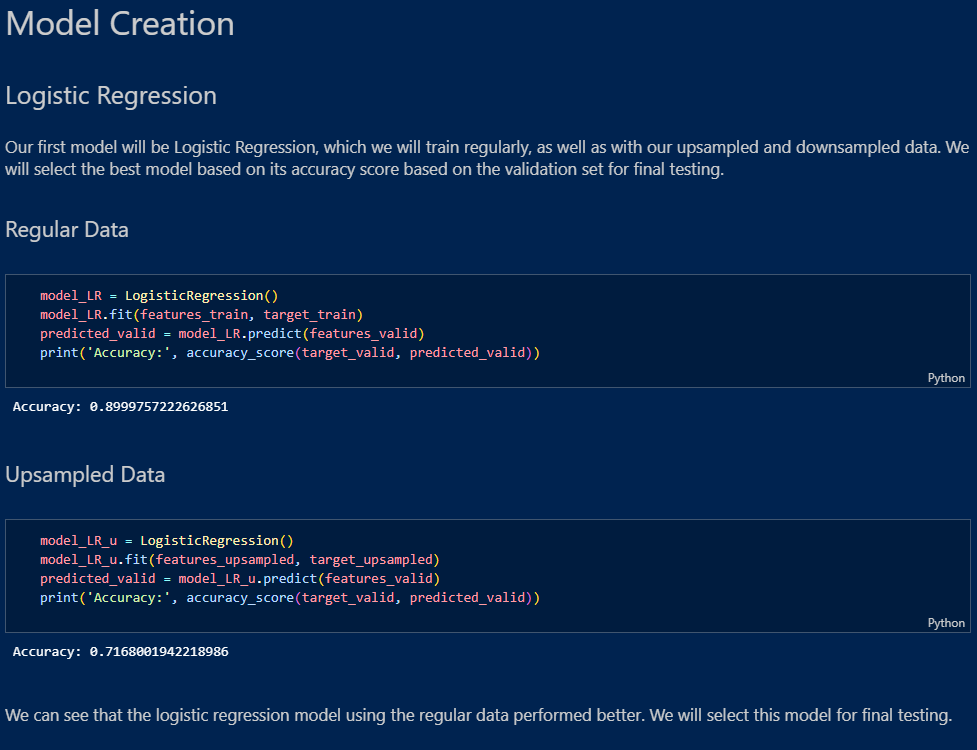 Model Creation
Logistic Regression
Our first model will be Logistic Regression, which we will train regularly, as well as with our upsampled and downsampled data. We
will select the best model based on its accuracy score based on the validation set for final testing.
Regular Data
model_LR = LogisticRegression()
model_LR.fit(features_train, target_train)
predicted_valid = model_LR.predict(features_valid)
print('Accuracy:', accuracy_score(target_valid, predicted_valid))
Python
Accuracy: 0.8999757222626851
Upsampled Data
model_LR_u = LogisticRegression()
model_LR_u.fit(features_upsampled, target_upsampled)
predicted_valid = model_LR_u.predict(features_valid)
print('Accuracy:', accuracy_score(target_valid, predicted_valid))
Python
Accuracy: 0.7168001942218986
We can see that the logistic regression model using the regular data performed better. We will select this model for final testing.